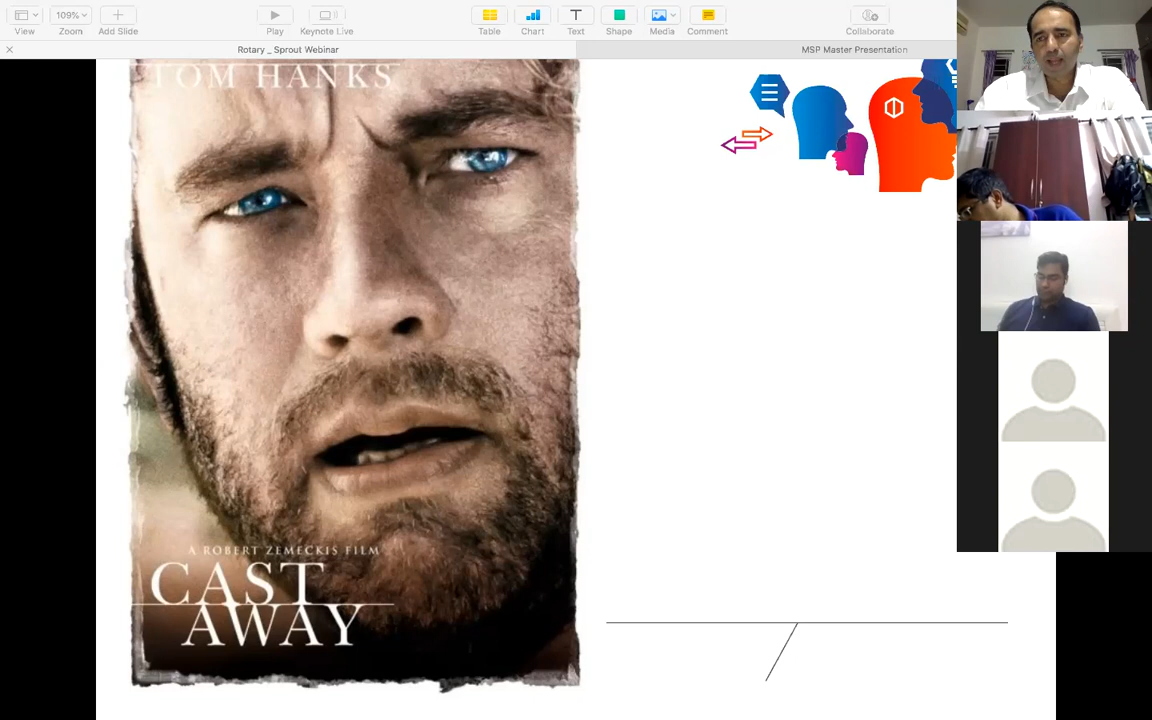 109%
View
Zoom
Add Slide
Play
Keynote Live
Table
Chart
Text
Shape
Media
Comment
Collaborate
Rotary _ Sprout Webinar
MSP Master Presentation
TOM HANKS
A ROBERT ZEMECKIS FILM
CAST
AWAY